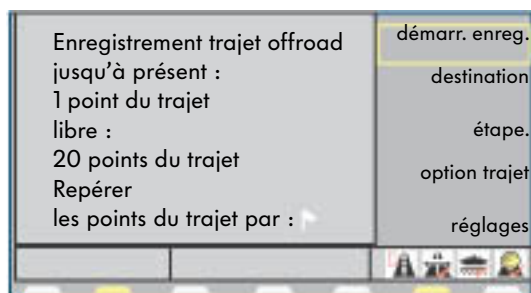 Enregistrement trajet offroad
jusqu'à présent :
1 point du trajet
libre :
20 points du trajet
Repérer
les points du trajet par :
démarr. enreg.
destination
étape.
option trajet
réglages